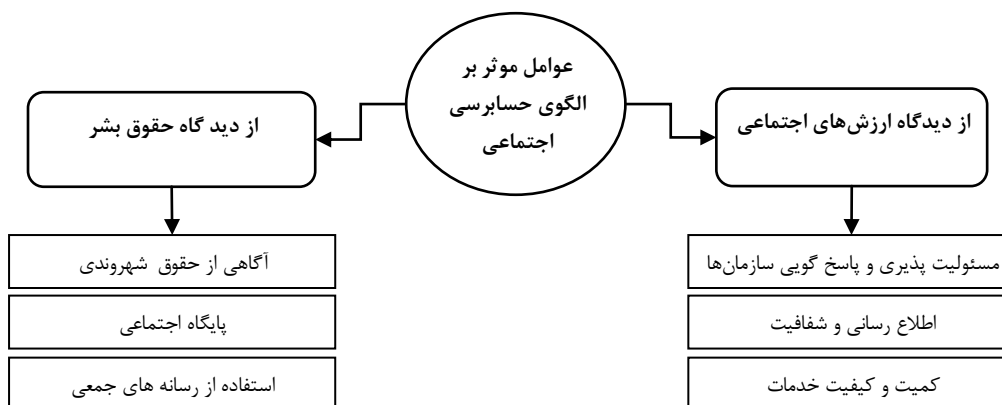 عوامل موثر بر
الگوی حسابرسی
اجتماعی
از دیدگاه ارزش‌های اجتماعی
مسئولیت پذیری و پاسخ گویی سازمان‌ها
اطلاع رسانی و شفافیت
کمیت و کیفیت خدمات
از دید گاه حقوق بشر
آگاهی از حقوق شهروندی
پایگاه اجتماعی
استفاده از رسانه های جمعی